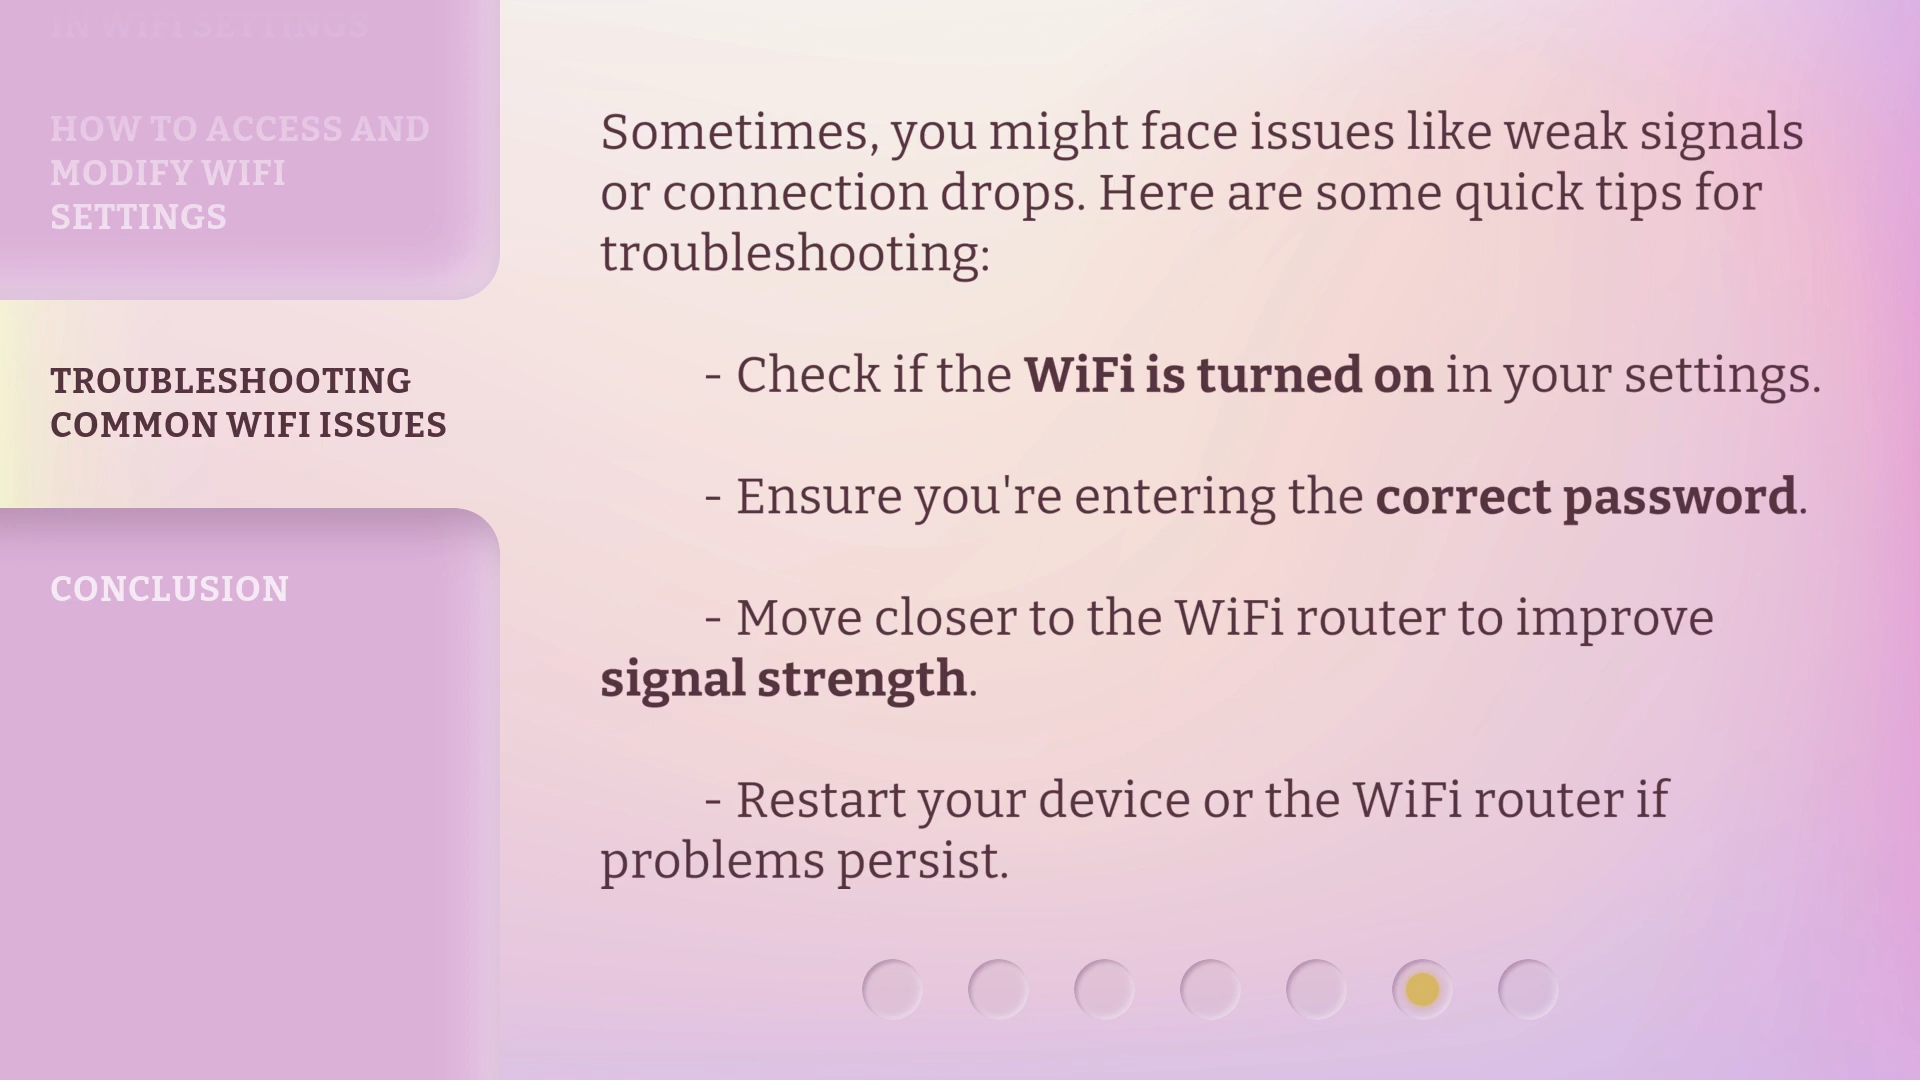 IN WIFI SETTINGS
HOW TO ACCESS AND
MODIFY WIFI
SETTINGS
TROUBLESHOOTING
COMMON WIFI ISSUES
CONCLUSION
Sometimes, you might face issues like weak signals
or connection drops. Here are some quick tips for
troubleshooting:
- Check if the WiFi is turned on in your settings.
- Ensure you're entering the correct password.
- Move closer to the WiFi router to improve
signal strength.
- Restart your device or the WiFi router if
problems persist.